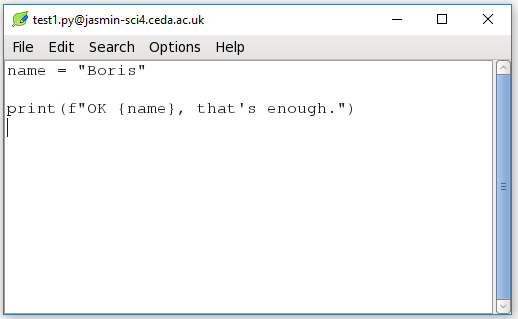 test1.py@jasmin-sci4.ceda.ac.uk
File Edit Search Options Help
name = "Boris"
print(f"OK {name}, that's enough.")